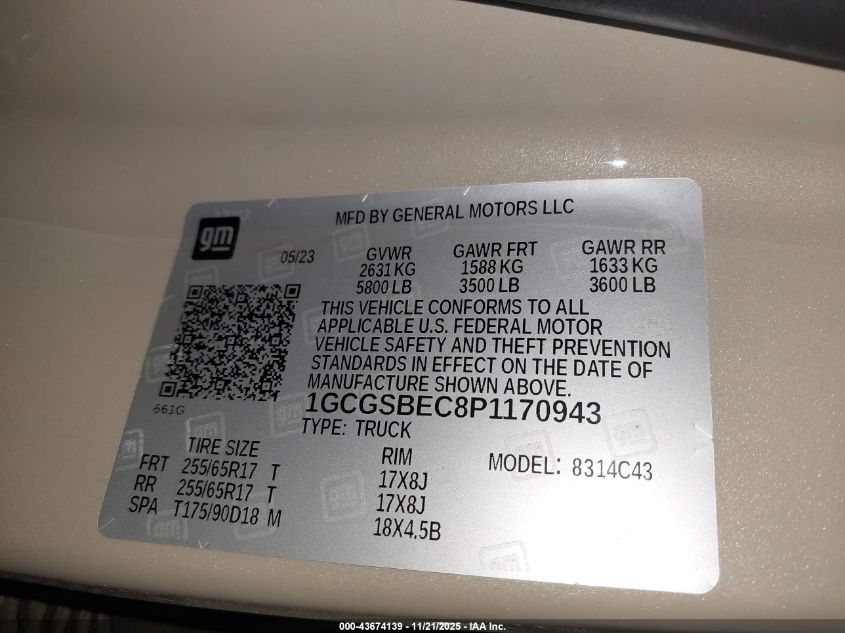 gm
MFD BY GENERAL MOTORS LLC
05/23 GVWR GAWR FRT GAWR RR
2631 KG 1588 KG 1633 KG
5800 LB 3500 LB 3600 LB
THIS VEHICLE CONFORMS TO ALL
APPLICABLE U.S. FEDERAL MOTOR
VEHICLE SAFETY AND THEFT PREVENTION
STANDARDS IN EFFECT ON THE DATE OF
MANUFACTURE SHOWN ABOVE.
661G
1GCGSBEC8P1170943
TYPE: TRUCK
TIRE SIZE RIM MODEL: 8314C43
FRT 255/65R17 T 17X8J
RR 255/65R17 T 17X8J
SPA T175/90D18 M 18X4.5B
000-43674139 - 11/21/2025 - IAA Inc.